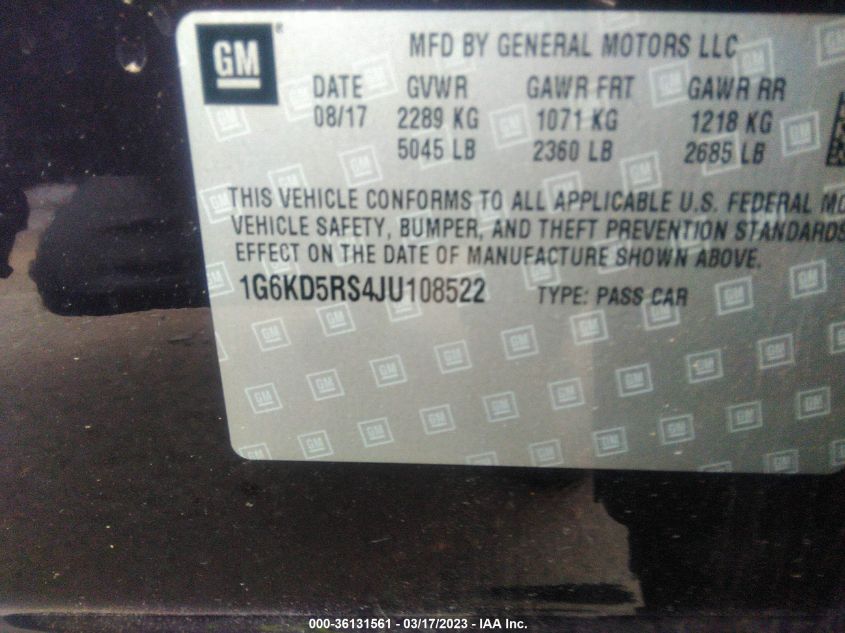 GM ®
MFD BY GENERAL MOTORS LLC
DATE GVWR GAWR FRT GAWR RR
08/17 2289 KG 1071 KG 1218 KG
5045 LB 2360 LB 2685 LB
THIS VEHICLE CONFORMS TO ALL APPLICABLE U.S. FEDERAL MO
VEHICLE SAFETY, BUMPER, AND THEFT PREVENTION STANDARDS
EFFECT ON THE DATE OF MANUFACTURE SHOWN ABOVE.
1G6KD5RS4JU108522 TYPE: PASS CAR
000-36131561 - 03/17/2023 - IAA Inc.